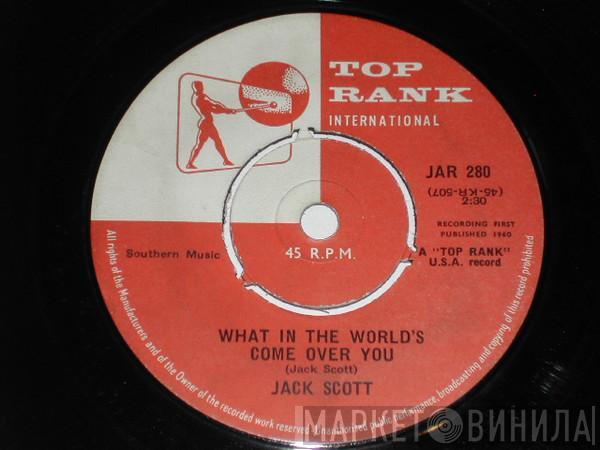 TOP
RANK
INTERNATIONAL
JAR 280
(45-KR-507)
2:30
RECORDING FIRST
PUBLISHED 1960
A "TOP RANK"
U.S.A. record
Southern Music
45 R.P.M.
WHAT IN THE WORLD'S
COME OVER YOU
(Jack Scott)
JACK SCOTT
All rights of the Manufacturers and of the Owner of the recorded work reserved - Unauthorised public performance, broadcasting and copying of this record prohibited
МАРКЕТ ВИНИЛА